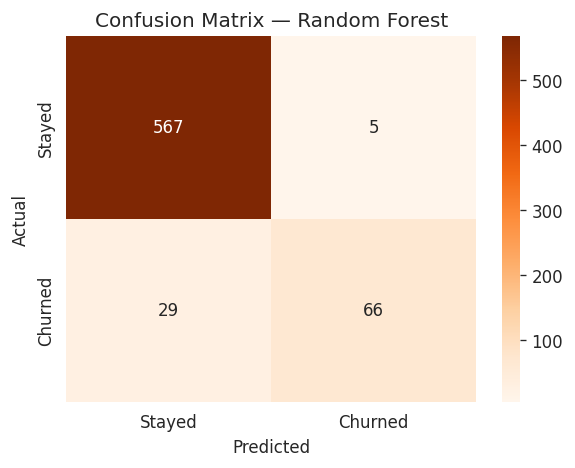 Confusion Matrix — Random Forest
Actual
Stayed
567
5
Churned
29
66
Stayed
Churned
Predicted
500
400
300
200
100